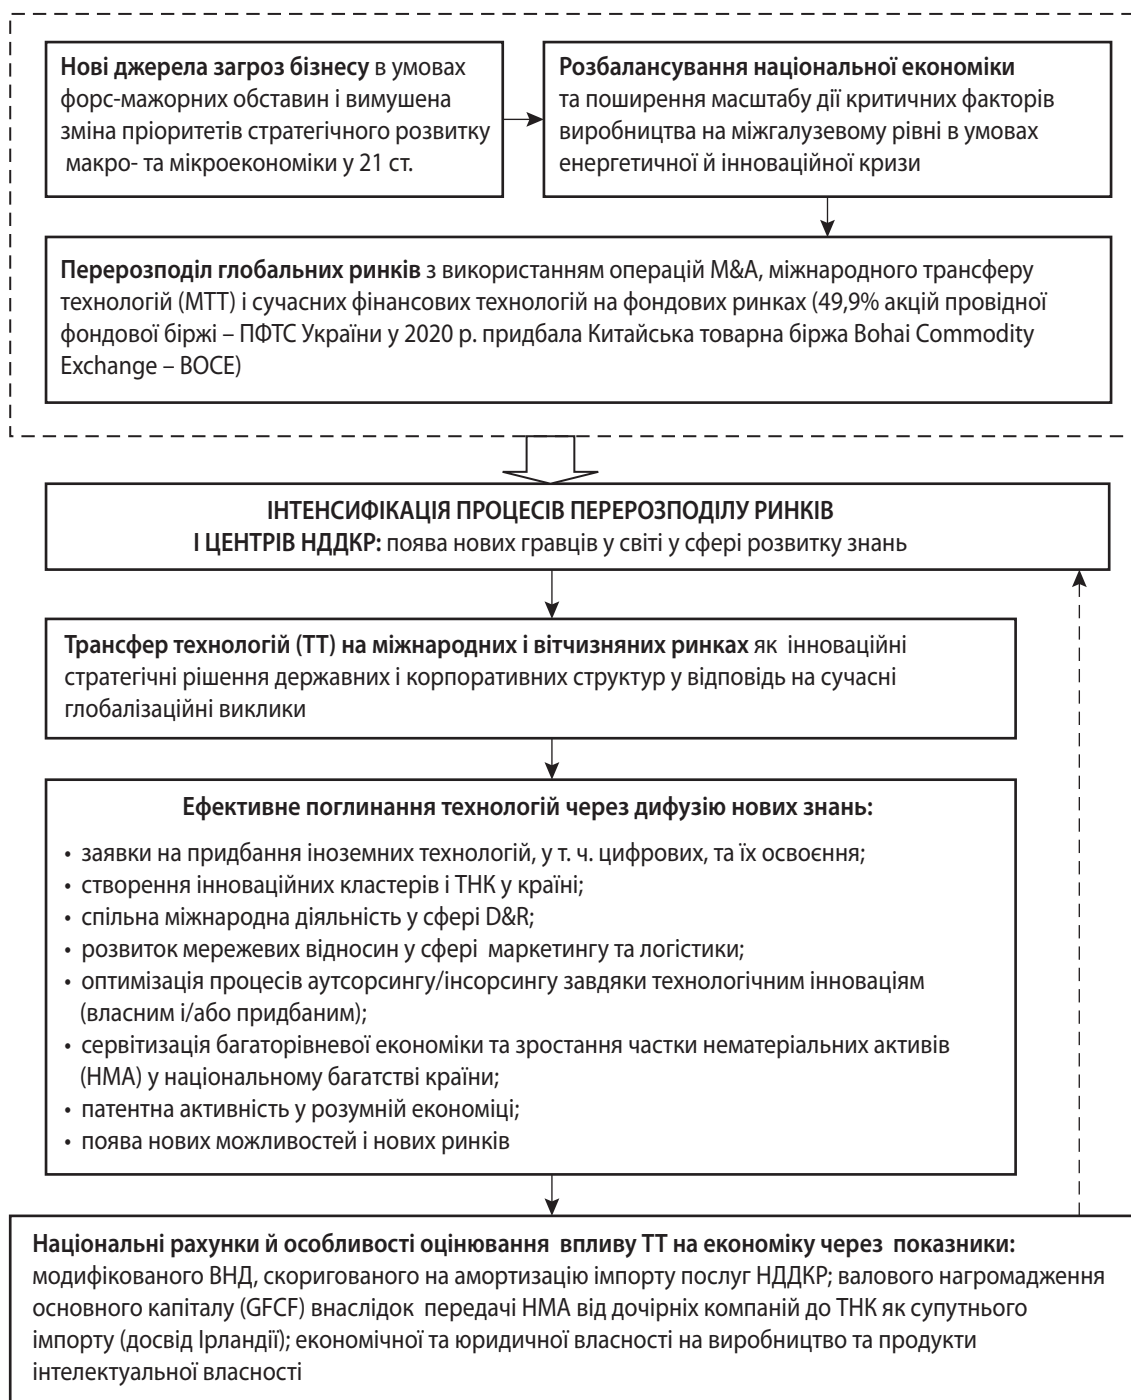 Нові джерела загроз бізнесу в умовах
форс-мажорних обставин і вимушена
зміна пріоритетів стратегічного розвитку
макро- та мікроекономіки у 21 ст.
Розбалансування національної економіки
та поширення масштабу дії критичних факторів
виробництва на міжгалузевому рівні в умовах
енергетичної й інноваційної кризи
Перерозподіл глобальних ринків з використанням операцій M&A, міжнародного трансферу
технологій (МТТ) і сучасних фінансових технологій на фондових ринках (49,9% акцій провідної
фондової біржі – ПФТС України у 2020 р. придбала Китайська товарна біржа Bohai Commodity
Exchange – BOCE)
ІНТЕНСИФІКАЦІЯ ПРОЦЕСІВ ПЕРЕРОЗПОДІЛУ РИНКІВ
І ЦЕНТРІВ НДДКР: поява нових гравців у світі у сфері розвитку знань
Трансфер технологій (ТТ) на міжнародних і вітчизняних ринках як інноваційні
стратегічні рішення державних і корпоративних структур у відповідь на сучасні
глобалізаційні виклики
Ефективне поглинання технологій через дифузію нових знань:
• заявки на придбання іноземних технологій, у т. ч. цифрових, та їх освоєння;
• створення інноваційних кластерів і ТНК у країні;
• спільна міжнародна діяльність у сфері D&R;
• розвиток мережевих відносин у сфері маркетингу та логістики;
• оптимізація процесів аутсорсингу/інсорсингу завдяки технологічним інноваціям
(власним і/або придбаним);
• сервітизація багаторівневої економіки та зростання частки нематеріальних активів
(НМА) у національному багатстві країни;
• патентна активність у розумній економіці;
• поява нових можливостей і нових ринків
Національні рахунки й особливості оцінювання впливу ТТ на економіку через показники:
модифікованого ВНД, скоригованого на амортизацію імпорту послуг НДДКР; валового нагромадження
основного капіталу (GFCF) внаслідок передачі НМА від дочірніх компаній до ТНК як супутнього
імпорту (досвід Ірландії); економічної та юридичної власності на виробництво та продукти
інтелектуальної власності